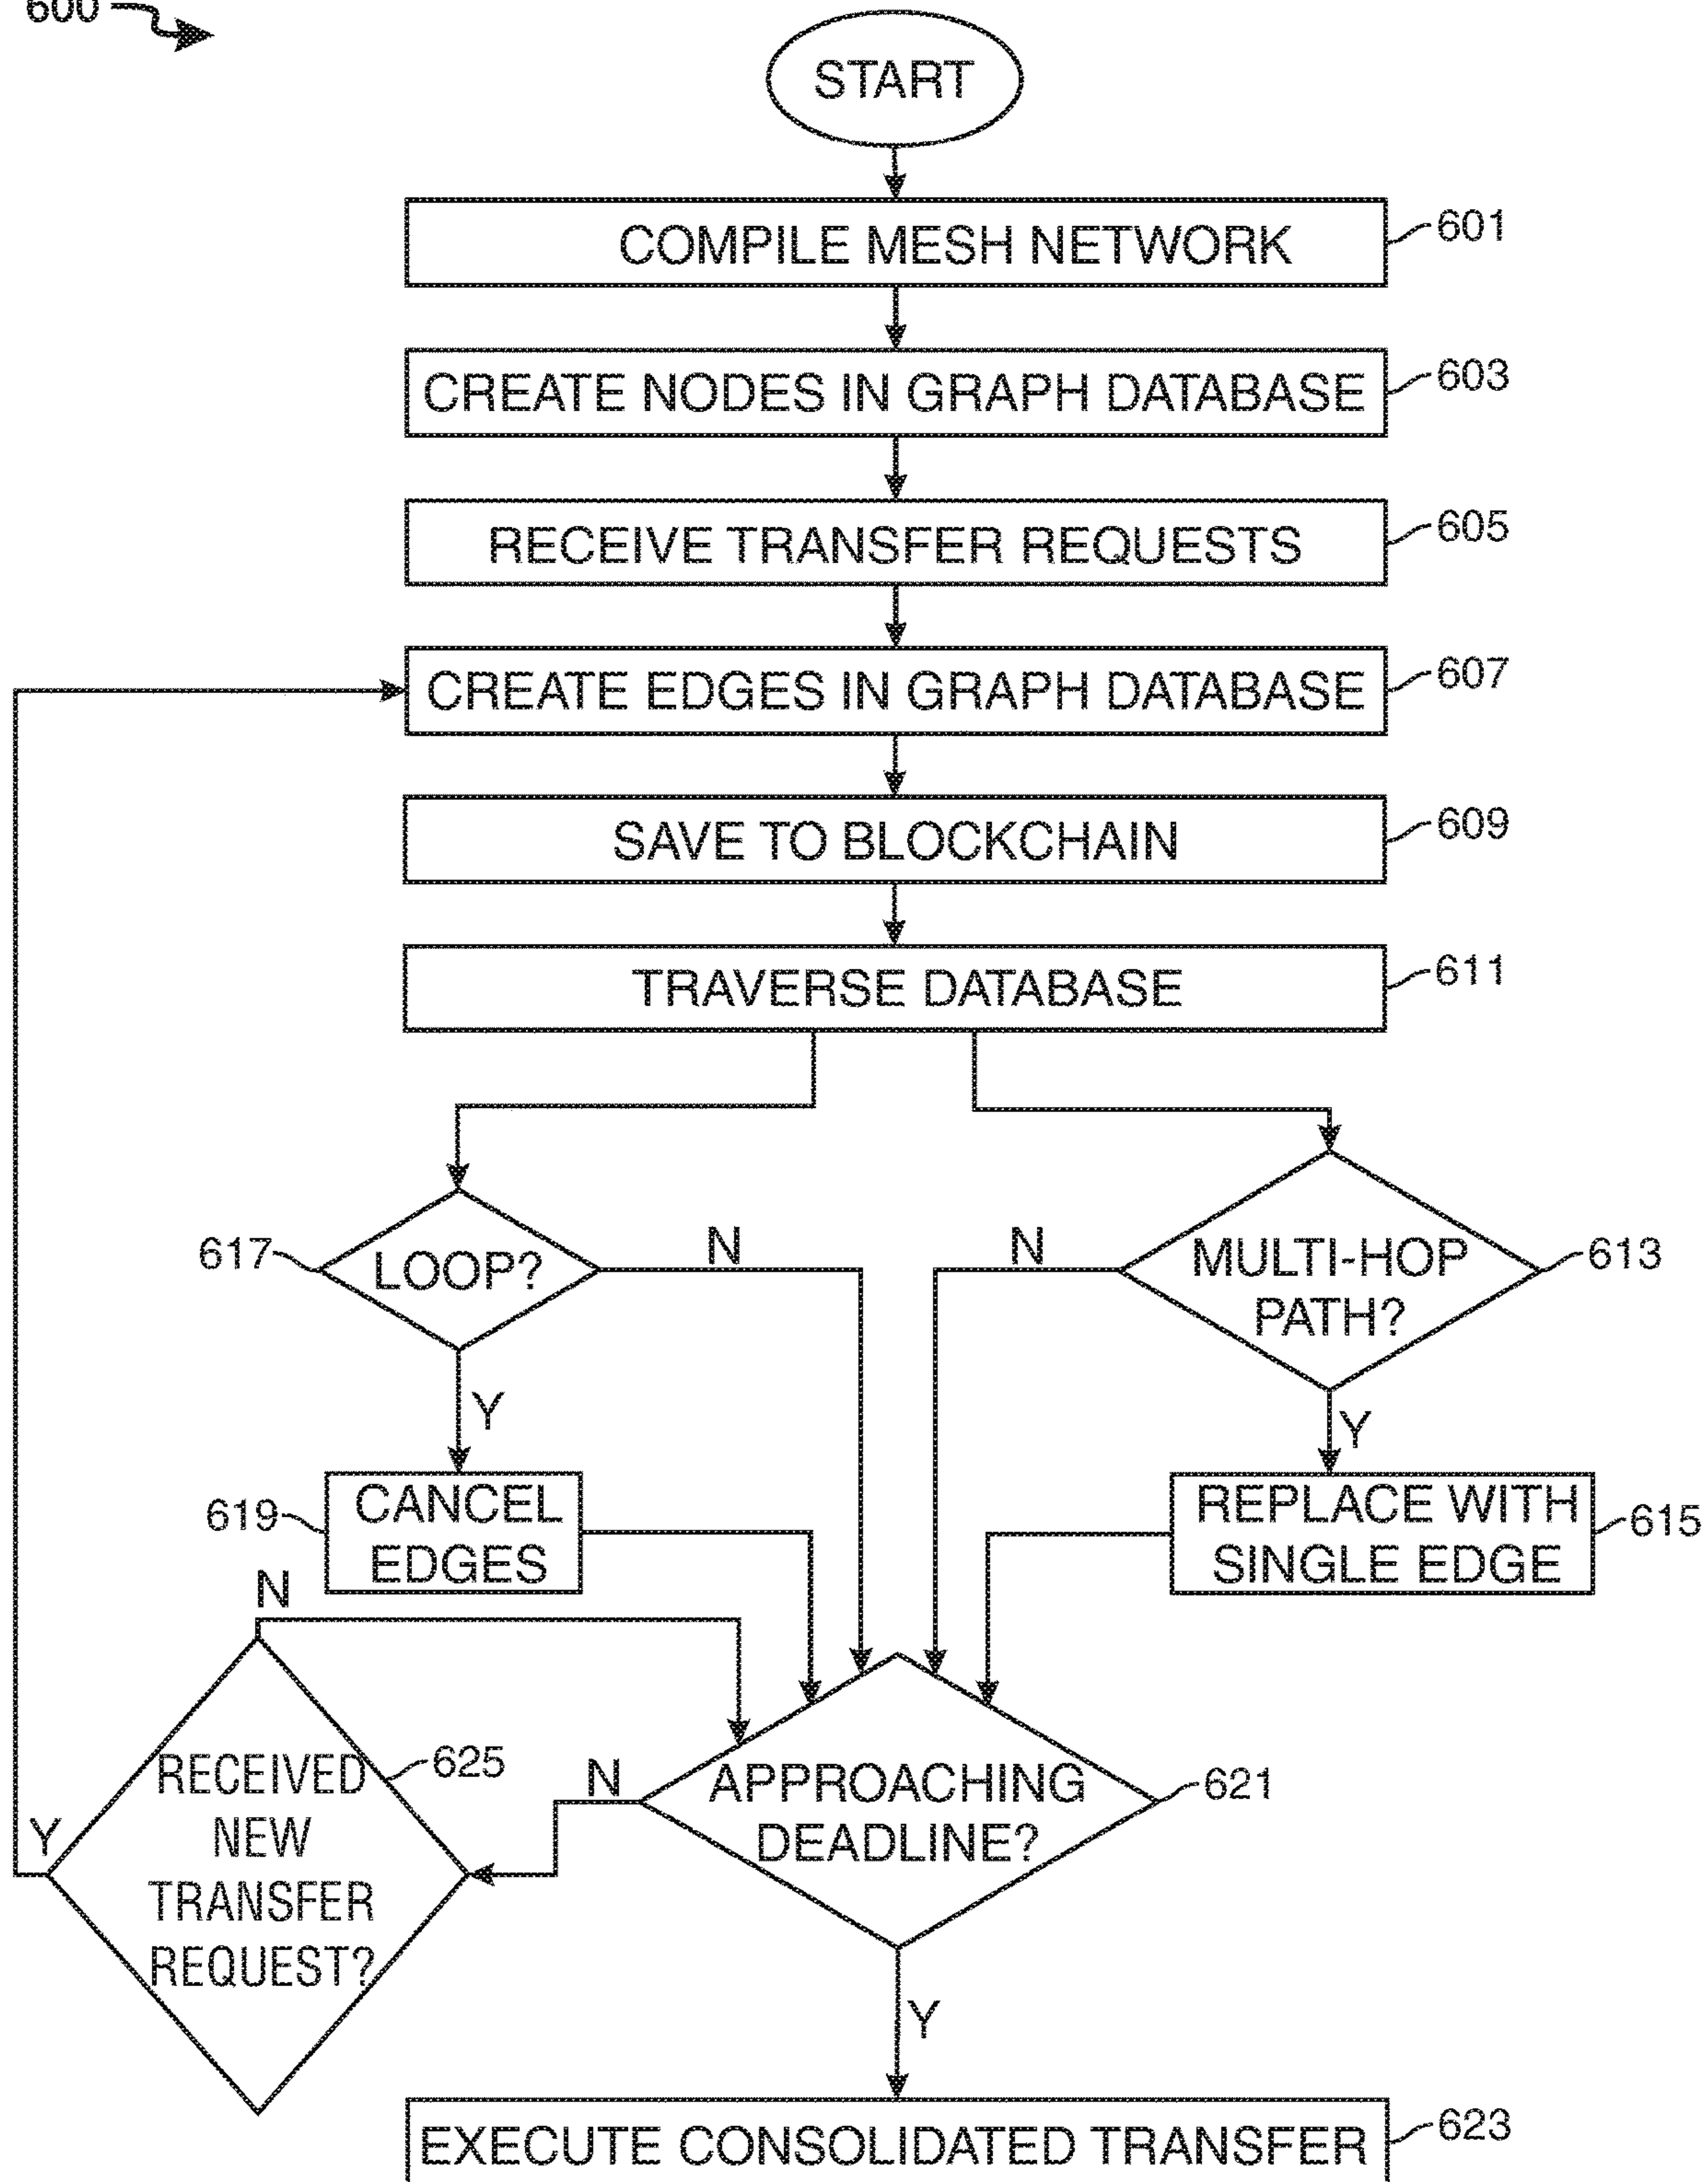 600
START
COMPILE MESH NETWORK
601
CREATE NODES IN GRAPH DATABASE
603
RECEIVE TRANSFER REQUESTS
605
CREATE EDGES IN GRAPH DATABASE
607
SAVE TO BLOCKCHAIN
609
TRAVERSE DATABASE
611
617
LOOP?
N
N
MULTI-HOP
PATH?
613
Y
Y
619
CANCEL
EDGES
REPLACE WITH
SINGLE EDGE
615
N
RECEIVED
NEW
TRANSFER
REQUEST?
625
Y
N
APPROACHING
DEADLINE?
621
Y
EXECUTE CONSOLIDATED TRANSFER
623